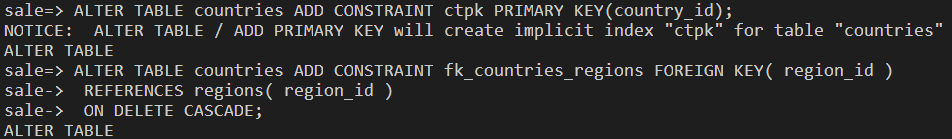 sale=> ALTER TABLE countries ADD CONSTRAINT ctpk PRIMARY KEY(country_id);
NOTICE:  ALTER TABLE / ADD PRIMARY KEY will create implicit index "ctpk" for table "countries"
ALTER TABLE
sale=> ALTER TABLE countries ADD CONSTRAINT fk_countries_regions FOREIGN KEY( region_id )
sale->  REFERENCES regions( region_id )
sale->  ON DELETE CASCADE;
ALTER TABLE